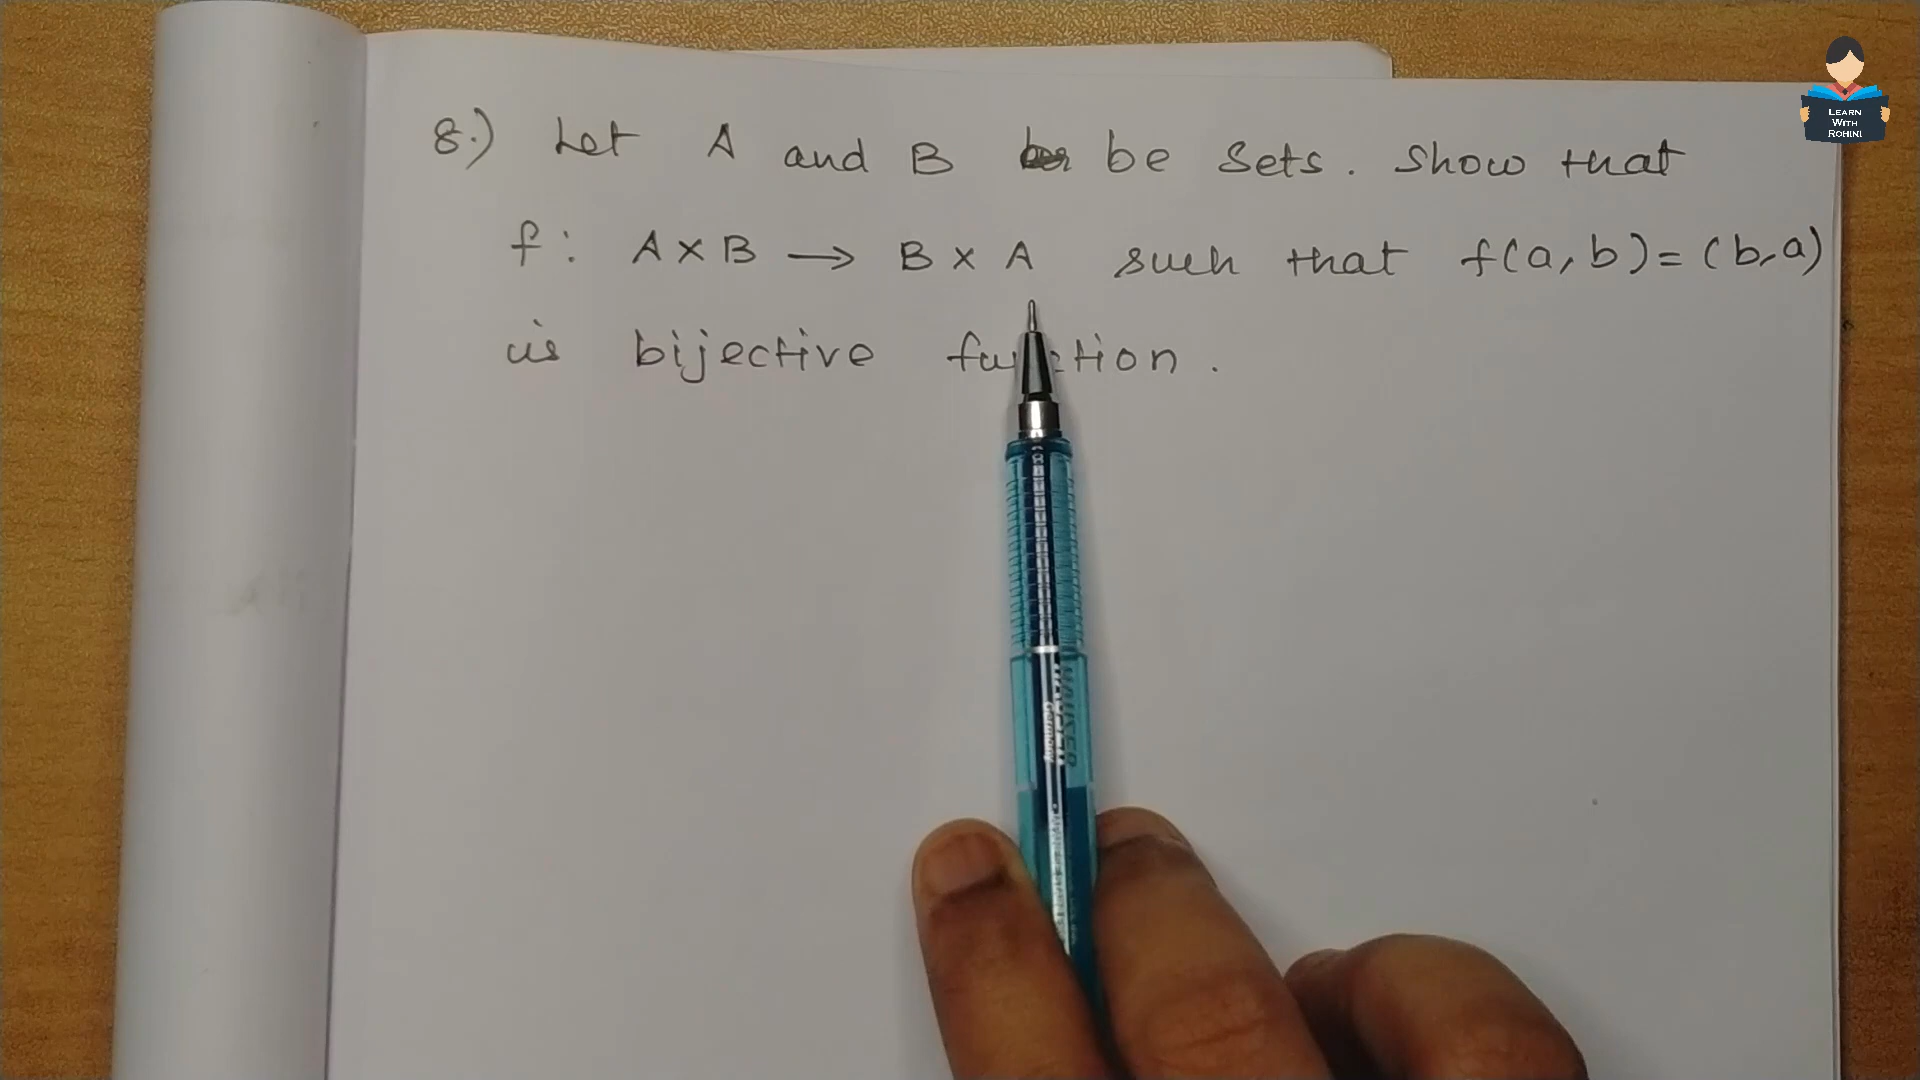 8.) Let A and B be sets. Show that
f: A × B → B × A such that f(a, b) = (b, a)
is bijective function.
LEARN
WITH
ROHINI